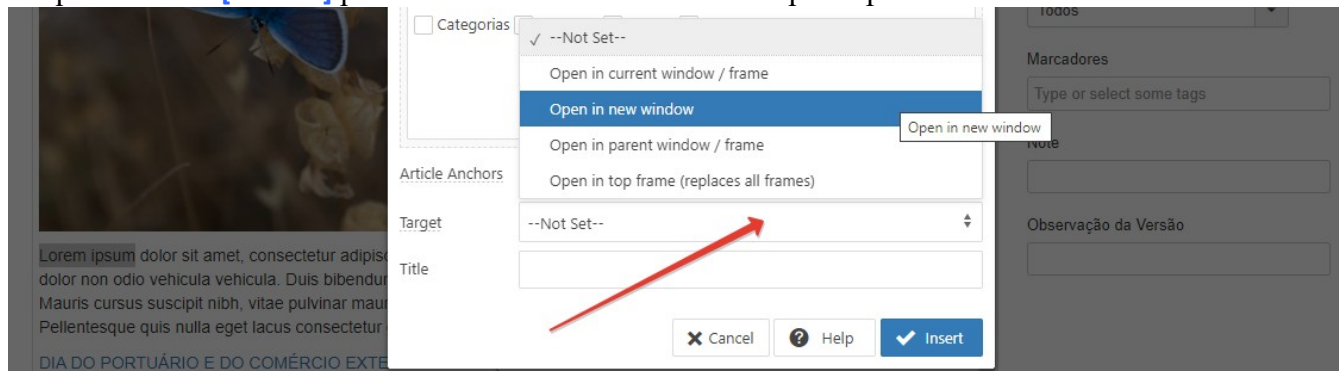 Categorias
✓ --Not Set--
Open in current window / frame
Open in new window
Open in new window
Open in parent window / frame
Article Anchors
Open in top frame (replaces all frames)
Target
--Not Set--
Title
Cancel
Help
Insert
Lorem ipsum dolor sit amet, consectetur
dolor non odio vehicula vehicula. Duis
Mauris cursus suscipit nibh, vitae pulvinar
Pellentesque quis nulla eget lacus consectetur
DIA DO PORTUÁRIO E DO COMÉRCIO
Todos
Marcadores
Type or select some tags
Note
Observação da Versão